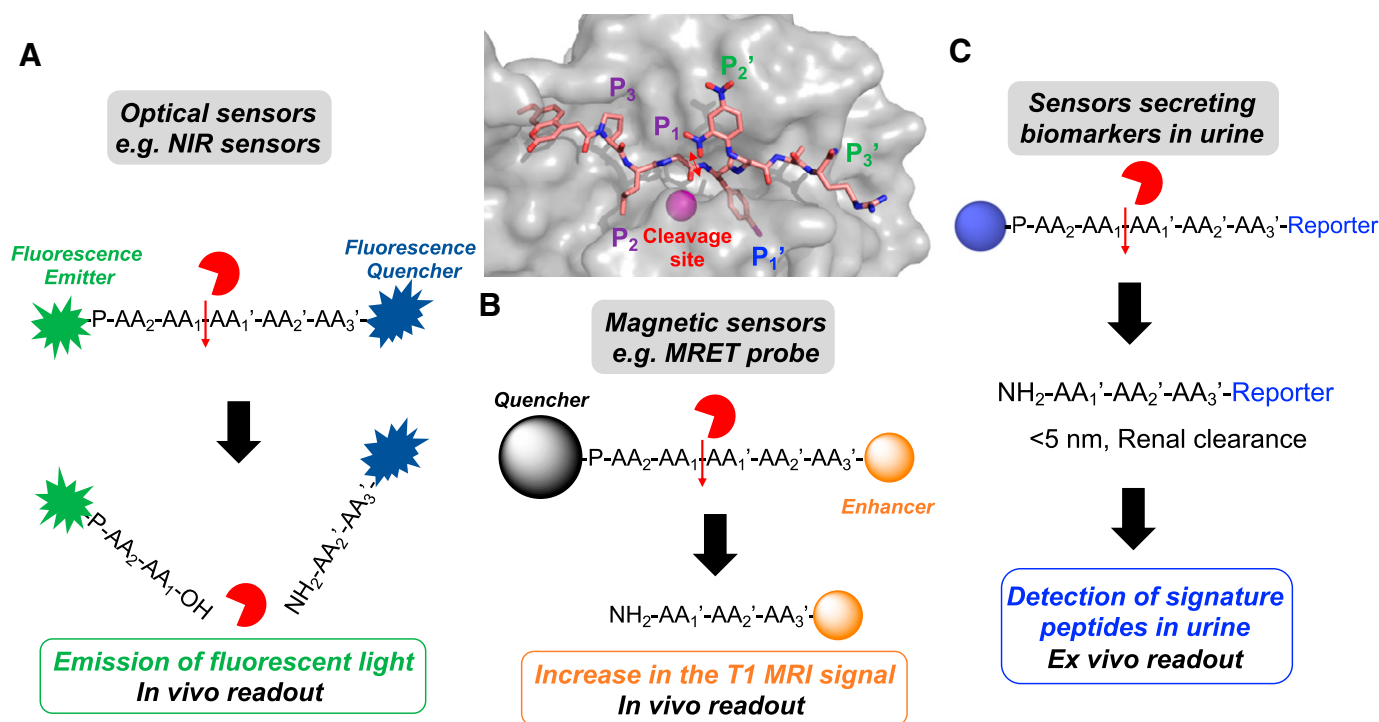 A
Optical sensors
e.g. NIR sensors
Fluorescence
Emitter
Fluorescence
Quencher
P-AA₂-AA₁-AA₁'-AA₂'-AA₃'-
P-AA₂-AA₁-OH
NH₂-AA₂'-AA₃'-
Emission of fluorescent light
In vivo readout
P₃
P₁
P₂'
P₃'
P₂
Cleavage
site
P₁'
B
Magnetic sensors
e.g. MRET probe
Quencher
-P-AA₂-AA₁-AA₁'-AA₂'-AA₃'-
Enhancer
NH₂-AA₁'-AA₂'-AA₃'-
Increase in the T1 MRI signal
In vivo readout
C
Sensors secreting
biomarkers in urine
-P-AA₂-AA₁-AA₁'-AA₂'-AA₃'-Reporter
NH₂-AA₁'-AA₂'-AA₃'-Reporter
<5 nm, Renal clearance
Detection of signature
peptides in urine
Ex vivo readout